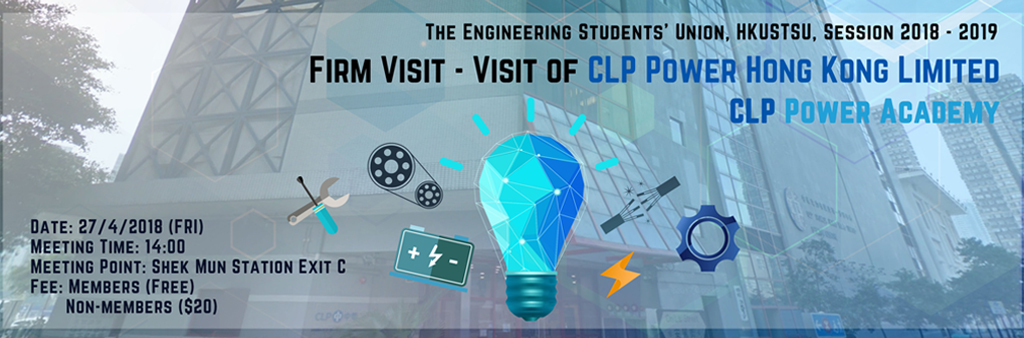 The Engineering Students' Union, HKUSTSU, Session 2018 - 2019
Firm Visit - Visit of CLP Power Hong Kong Limited
CLP Power Academy
+ -
Date: 27/4/2018 (FRI)
Meeting Time: 14:00
Meeting Point: Shek Mun Station Exit C
Fee: Members (Free)
Non-members ($20)
CLP